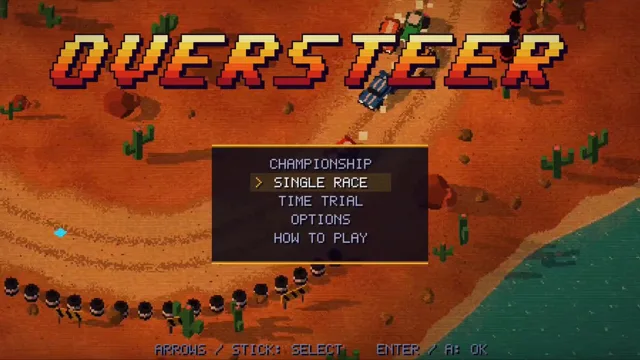 OVERSTEER
CHAMPIONSHIP
> SINGLE RACE
TIME TRIAL
OPTIONS
HOW TO PLAY
ARROWS / STICK: SELECT    ENTER / A: OK